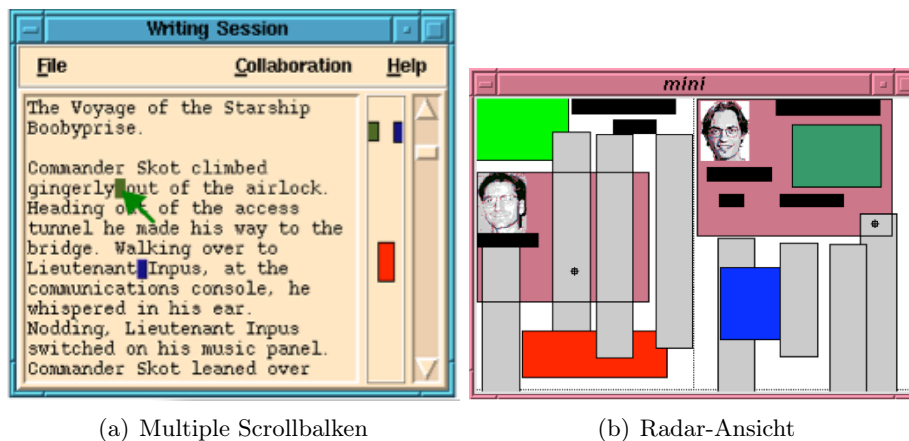 Writing Session
File Collaboration Help
The Voyage of the Starship
Boobyprise.
Commander Skot climbed
gingerly out of the airlock.
Heading out of the access
tunnel he made his way to the
bridge. Walking over to
Lieutenant Inpus, at the
communications console, he
whispered in his ear.
Nodding, Lieutenant Inpus
switched on his music panel.
Commander Skot leaned over
mini
(a) Multiple Scrollbalken
(b) Radar-Ansicht